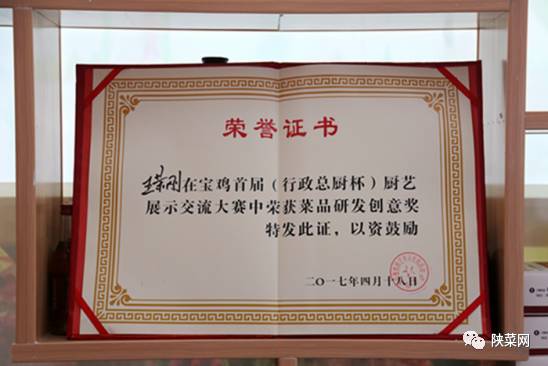 荣誉证书
在宝鸡首届（行政总厨杯）厨艺
展示交流大赛中荣获菜品研发创意奖
特发此证，以资鼓励
二〇一七年四月十八日
陕菜网